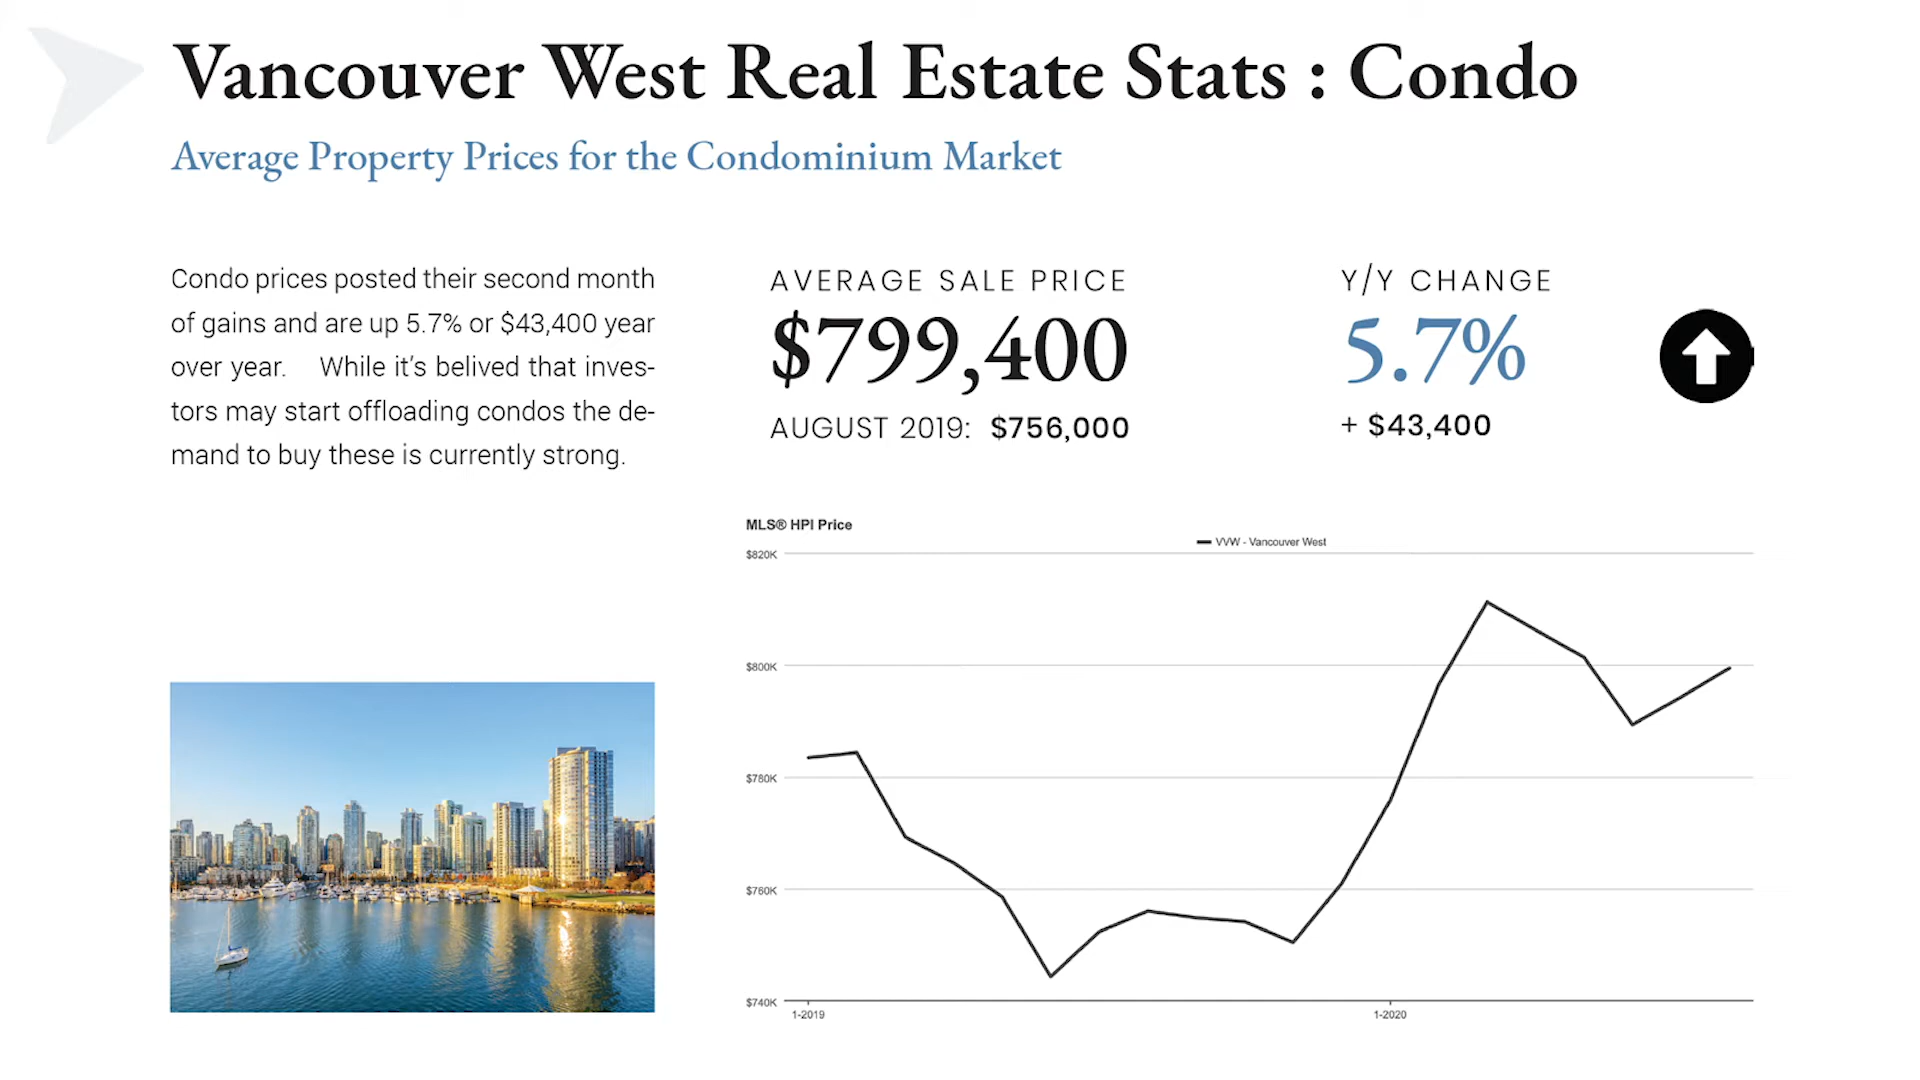 Vancouver West Real Estate Stats : Condo
Average Property Prices for the Condominium Market
Condo prices posted their second month
of gains and are up 5.7% or $43,400 year
over year. While it's belived that inves-
tors may start offloading condos the de-
mand to buy these is currently strong.
AVERAGE SALE PRICE
$799,400
AUGUST 2019: $756,000
Y/Y CHANGE
5.7%
+ $43,400
MLS® HPI Price
VVW - Vancouver West
$820K
$800K
$780K
$760K
$740K
1-2019
1-2020